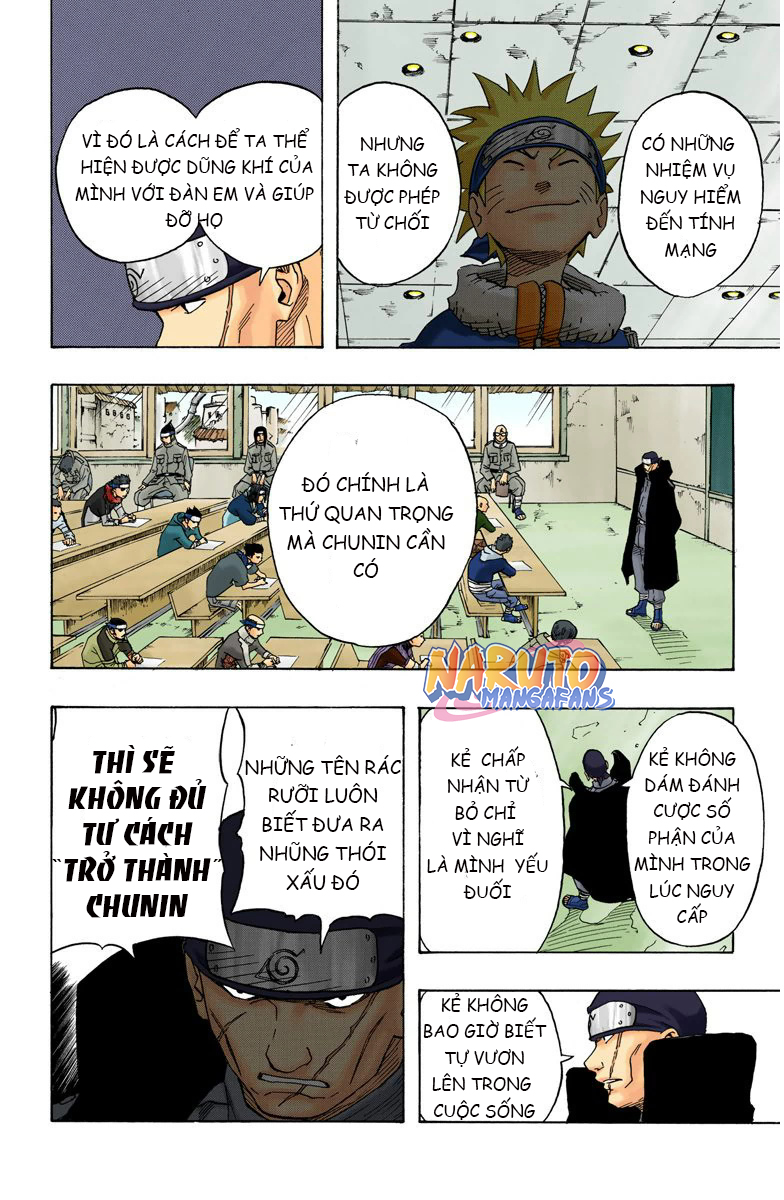 CÓ NHỮNG
NHIỆM VỤ
NGUY HIỂM
ĐẾN TÍNH
MẠNG
NHƯNG
TA KHÔNG
ĐƯỢC PHÉP
TỪ CHỐI
VÌ ĐÓ LÀ CÁCH ĐỂ TA THỂ
HIỆN ĐƯỢC DŨNG KHÍ CỦA
MÌNH VỚI ĐÀN EM VÀ GIÚP
ĐỠ HỌ
ĐÓ CHÍNH LÀ
THỨ QUAN TRỌNG
MÀ CHUNIN CẦN
CÓ
NARUTO
MANGAFANS
KẺ KHÔNG
DÁM ĐÁNH
CƯỢC SỐ
PHẬN CỦA
MÌNH TRONG
LÚC NGUY
CẤP
KẺ CHẤP
NHẬN TỪ
BỎ CHỈ
VÌ NGHĨ
LÀ MÌNH YẾU
ĐUỐI
KẺ KHÔNG
BAO GIỜ BIẾT
TỰ VƯƠN
LÊN TRONG
CUỘC SỐNG
NHỮNG TÊN RÁC
RƯỠI LUÔN
BIẾT ĐƯA RA
NHŨNG THÓI
XẤU ĐÓ
THÌ SẼ
KHÔNG ĐỦ
TƯ CÁCH
"TRỞ THÀNH"
CHUNIN